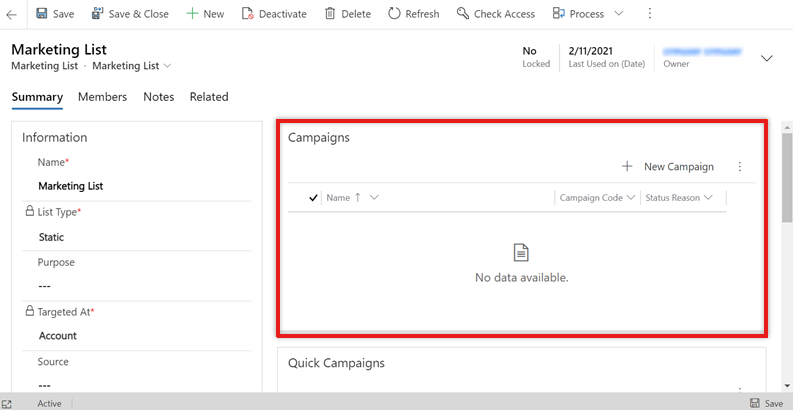 Save Save & Close New Deactivate Delete Refresh Check Access Process
Marketing List
Marketing List · Marketing List
No
Locked
2/11/2021
Last Used on (Date)
Owner
Summary Members Notes Related
Information
Name*
Marketing List
List Type*
Static
Purpose
---
Targeted At*
Account
Source
---
Campaigns
New Campaign
Name Campaign Code Status Reason
No data available.
Quick Campaigns
Active Save